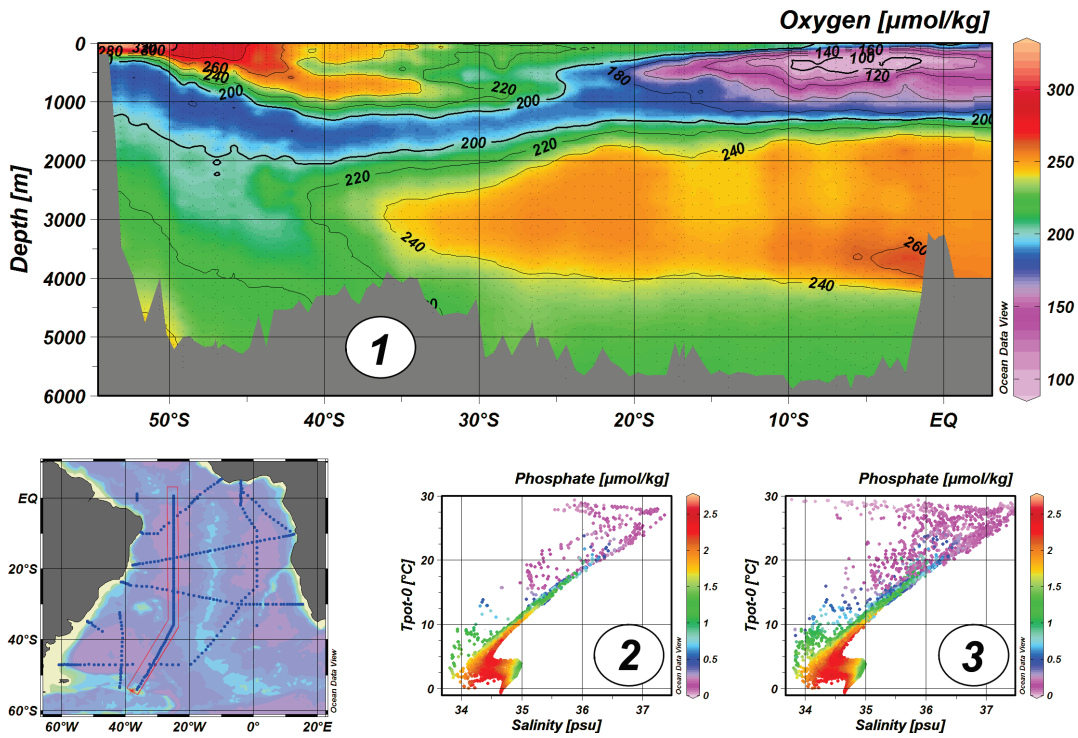 Oxygen [μmol/kg]
0
1000
2000
3000
4000
5000
6000
Depth [m]
50°S
40°S
30°S
20°S
10°S
EQ
280
300
260
240
200
220
200
180
140
160
100
120
200
200
220
220
240
240
240
260
1
300
250
200
150
100
Ocean Data View
EQ
20°S
40°S
60°S
60°W
40°W
20°W
0°
20°E
Ocean Data View
Phosphate [μmol/kg]
30
20
10
0
Tpot-0 [°C]
34
35
36
37
Salinity [psu]
2
2.5
2
1.5
1
0.5
0
Ocean Data View
Phosphate [μmol/kg]
30
20
10
0
Tpot-0 [°C]
34
35
36
37
Salinity [psu]
3
2.5
2
1.5
1
0.5
0
Ocean Data View